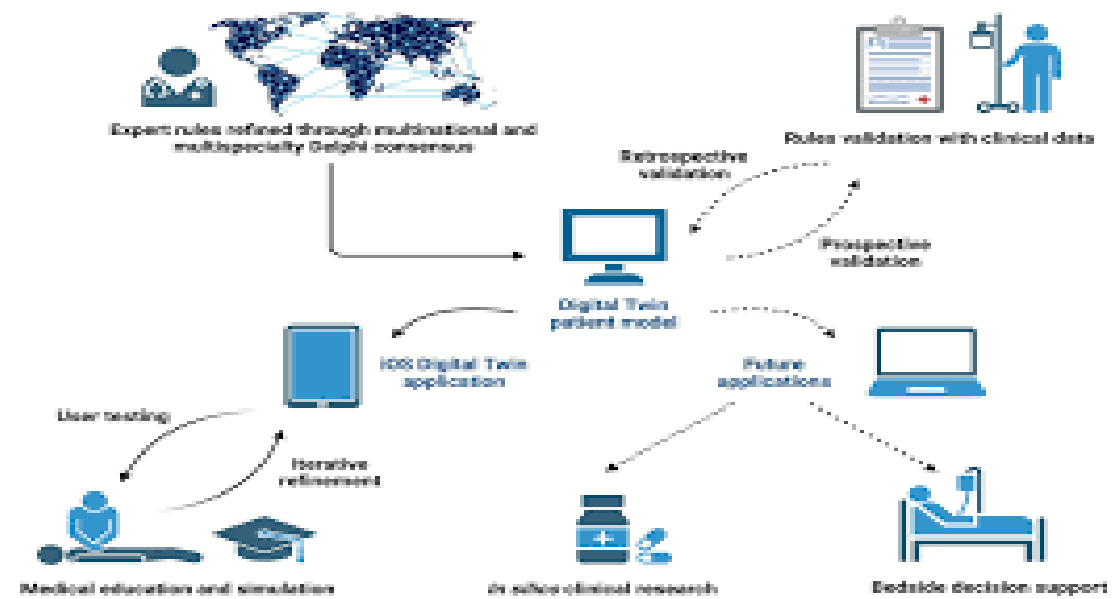 Expert rules refined through multinational and
multispecialty Delphi consensus
Rules validation with clinical data
Retrospective
validation
Prospective
validation
Digital Twin
patient model
iOS Digital Twin
application
Future
applications
User testing
Iterative
refinement
Medical education and simulation
In silico clinical research
Bedside decision support